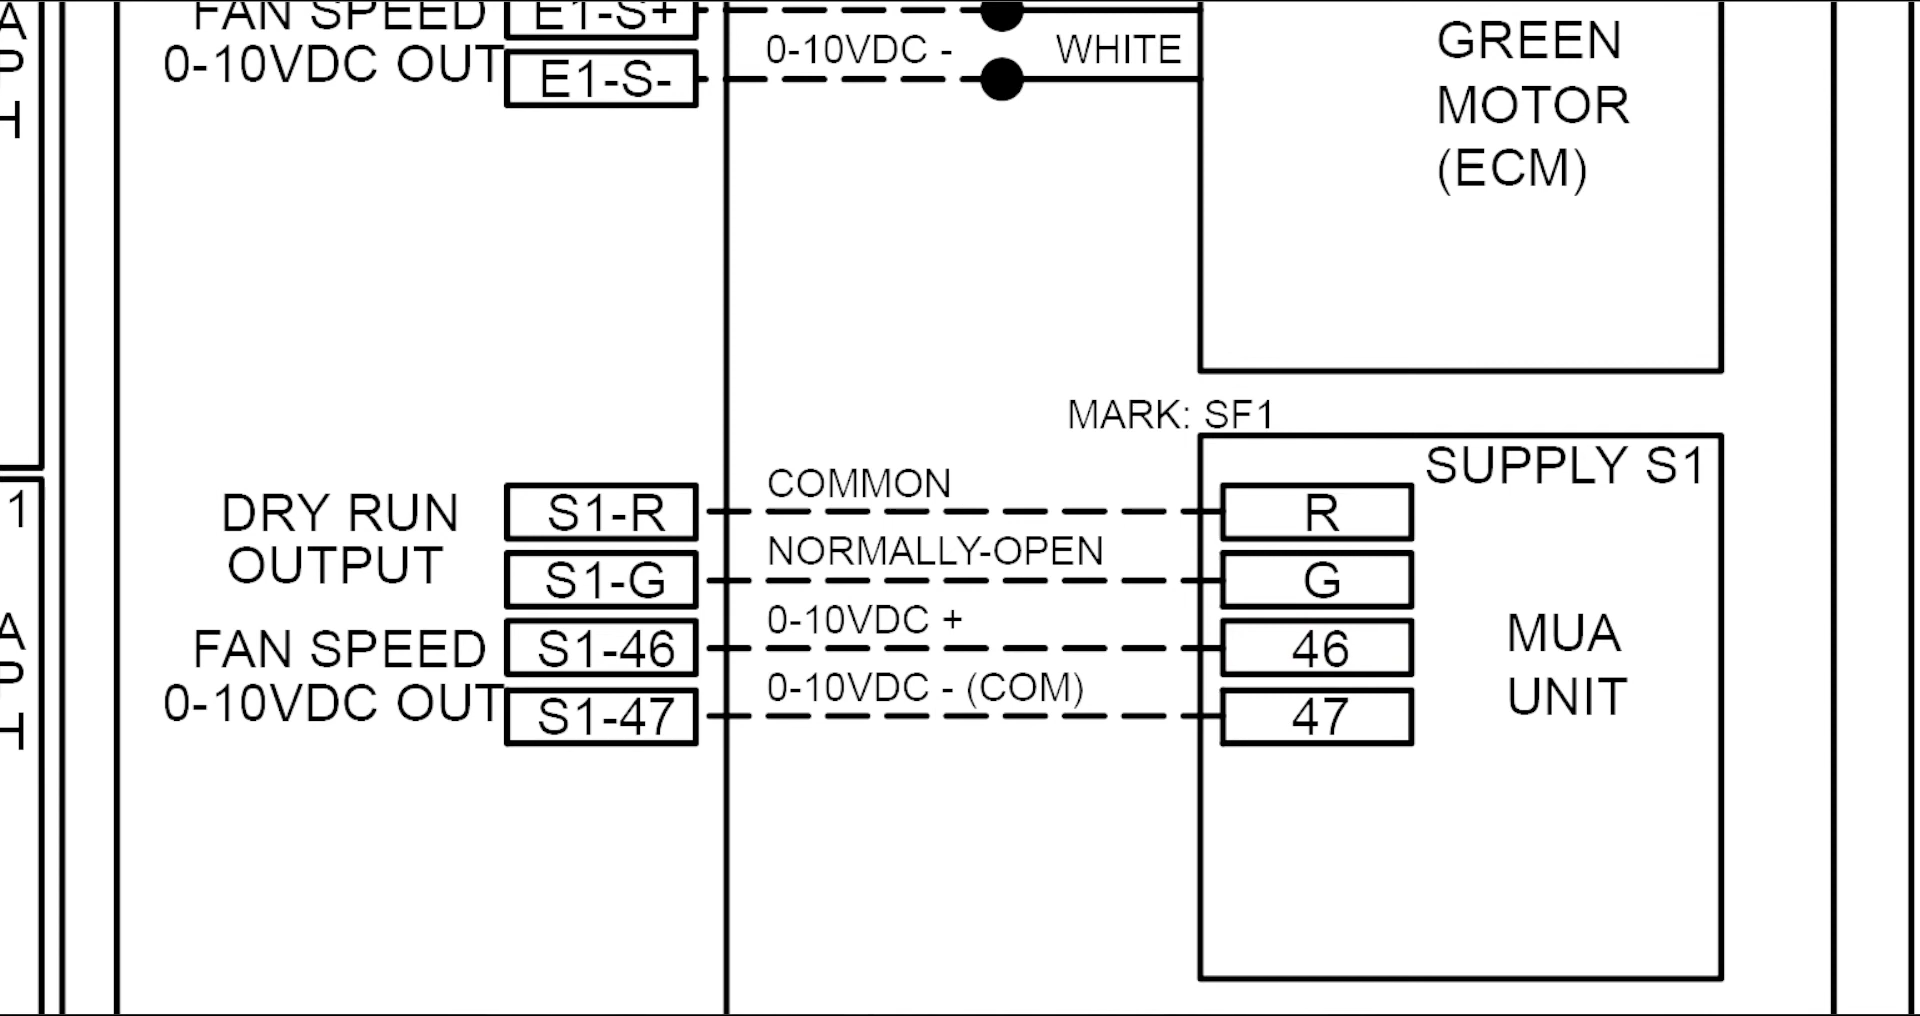 A
P
H
FAN SPEED
0-10VDC OUT
E1-S+
E1-S-
0-10VDC -
WHITE
GREEN
MOTOR
(ECM)
MARK: SF1
SUPPLY S1
1
A
P
H
DRY RUN
OUTPUT
S1-R
COMMON
R
S1-G
NORMALLY-OPEN
G
FAN SPEED
0-10VDC OUT
S1-46
0-10VDC +
46
S1-47
0-10VDC - (COM)
47
MUA
UNIT